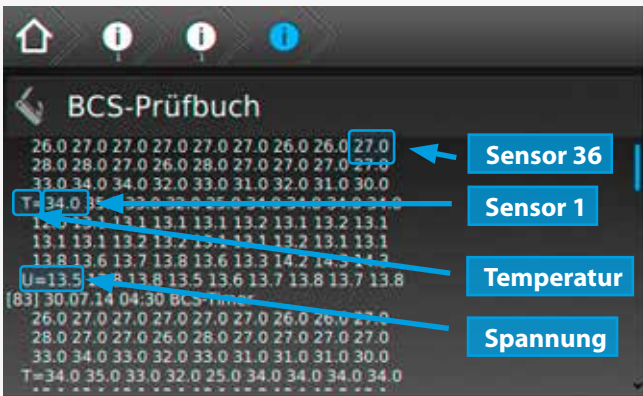 BCS-Prüfbuch
26.0 27.0 27.0 27.0 27.0 27.0 26.0 26.0 27.0
Sensor 36
28.0 28.0 27.0 26.0 28.0 27.0 27.0 27.0 27.0
33.0 34.0 34.0 32.0 33.0 31.0 32.0 31.0 30.0
T=34.0
Sensor 1
13.1 13.1 13.1 13.2 13.1
13.1 13.1 13.2 13.2 13.1 13.1
13.8 13.6 13.7 13.8 13.6 13.3 14.2
Temperatur
U=13.5 13.8 13.5 13.6 13.7 13.8 13.7 13.8
[83] 30.07.14 04:30 BCS-Timer
26.0 27.0 27.0 27.0 27.0 27.0 26.0 26.0 27.0
Spannung
28.0 27.0 27.0 26.0 28.0 27.0 27.0 27.0 27.0
33.0 34.0 33.0 32.0 33.0 31.0 31.0 31.0 30.0
T=34.0 35.0 33.0 32.0 25.0 34.0 34.0 34.0 34.0